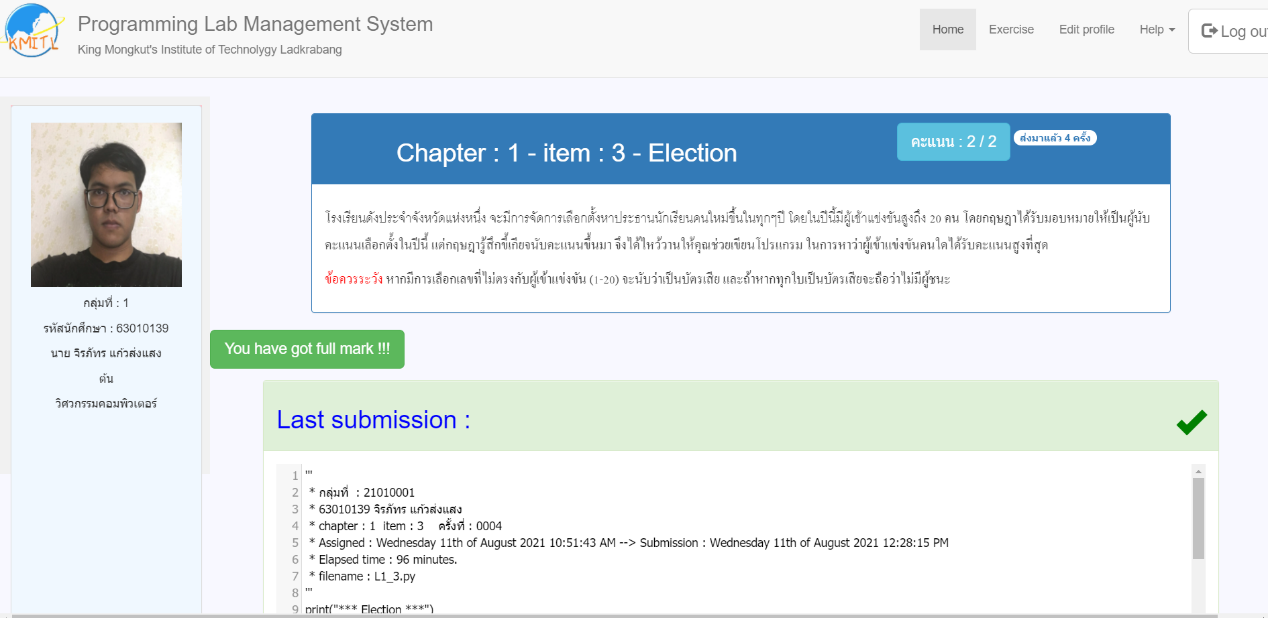 KMITL
Programming Lab Management System
King Mongkut's Institute of Technolygy Ladkrabang
Home
Exercise
Edit profile
Help
Log out
กลุ่มที่ : 1
รหัสนักศึกษา : 63010139
นาย จิรภัทร แก้วส่งแสง
ต้น
วิศวกรรมคอมพิวเตอร์
Chapter : 1 - item : 3 - Election
คะแนน : 2 / 2
ส่งมาแล้ว 4 ครั้ง
โรงเรียนดังประจำจังหวัดแห่งหนึ่ง จะมีการจัดการเลือกตั้งหาประธานนักเรียนคนใหม่ขึ้นในทุกๆปี โดยในปีนี้มีผู้เข้าแข่งขันสูงถึง 20 คน โดยกฤษฎาได้รับมอบหมายให้เป็นผู้นับ
คะแนนเลือกตั้งในปีนี้ แต่กฤษฎารู้สึกขี้เกียจนับคะแนนขึ้นมา จึงได้ไหว้วานให้คุณช่วยเขียนโปรแกรม ในการหาว่าผู้เข้าแข่งขันคนใดได้รับคะแนนสูงที่สุด
ข้อควรระวัง หากมีการเลือกเลขที่ไม่ตรงกับผู้เข้าแข่งขัน (1-20) จะนับว่าเป็นบัตรเสีย และถ้าหากทุกใบเป็นบัตรเสียจะถือว่าไม่มีผู้ชนะ
You have got full mark !!!
Last submission :
1 '''
2 * กลุ่มที่ : 21010001
3 * 63010139 จิรภัทร แก้วส่งแสง
4 * chapter : 1 item : 3 ครั้งที่ : 0004
5 * Assigned : Wednesday 11th of August 2021 10:51:43 AM --> Submission : Wednesday 11th of August 2021 12:28:15 PM
6 * Elapsed time : 96 minutes.
7 * filename : L1_3.py
8 '''
9 print("*** Election ***")